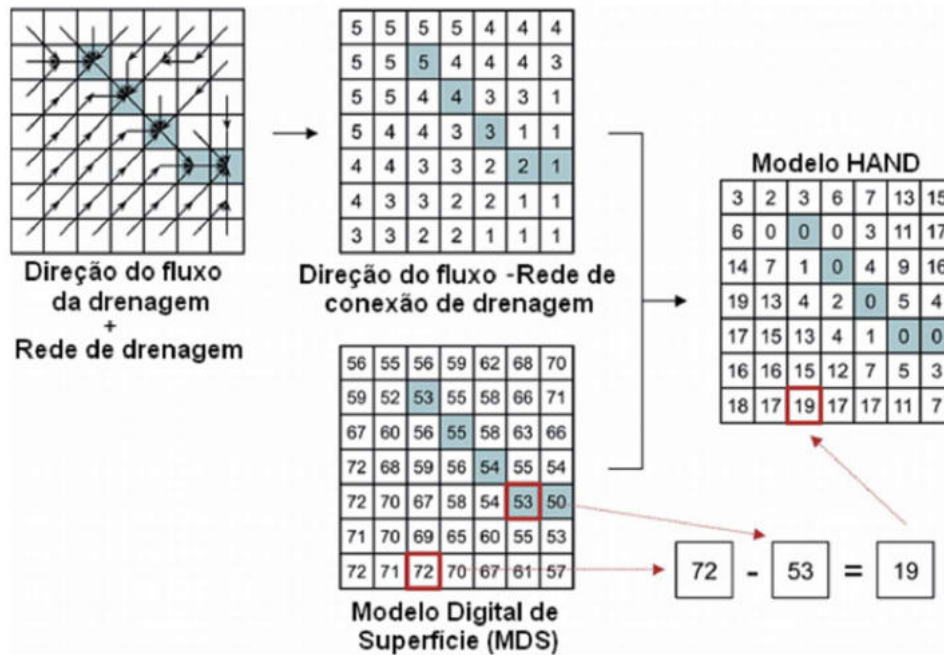 5 5 5 5 4 4 4
5 5 5 4 4 4 3
5 5 4 4 3 3 1
5 4 4 3 3 1 1
4 4 3 3 2 2 1
4 3 3 2 2 1 1
3 3 2 2 1 1 1
Direção do fluxo
da drenagem
+
Rede de drenagem
Direção do fluxo -Rede de
conexão de drenagem
56 55 56 59 62 68 70
59 52 53 55 58 66 71
67 60 56 55 58 63 66
72 68 59 56 54 55 54
72 70 67 58 54 53 50
71 70 69 65 60 55 53
72 71 72 70 67 61 57
Modelo Digital de
Superfície (MDS)
Modelo HAND
3 2 3 6 7 13 15
6 0 0 0 3 11 17
14 7 1 0 4 9 16
19 13 4 2 0 5 4
17 15 13 4 1 0 0
16 16 15 12 7 5 3
18 17 19 17 17 11 7
72 - 53 = 19